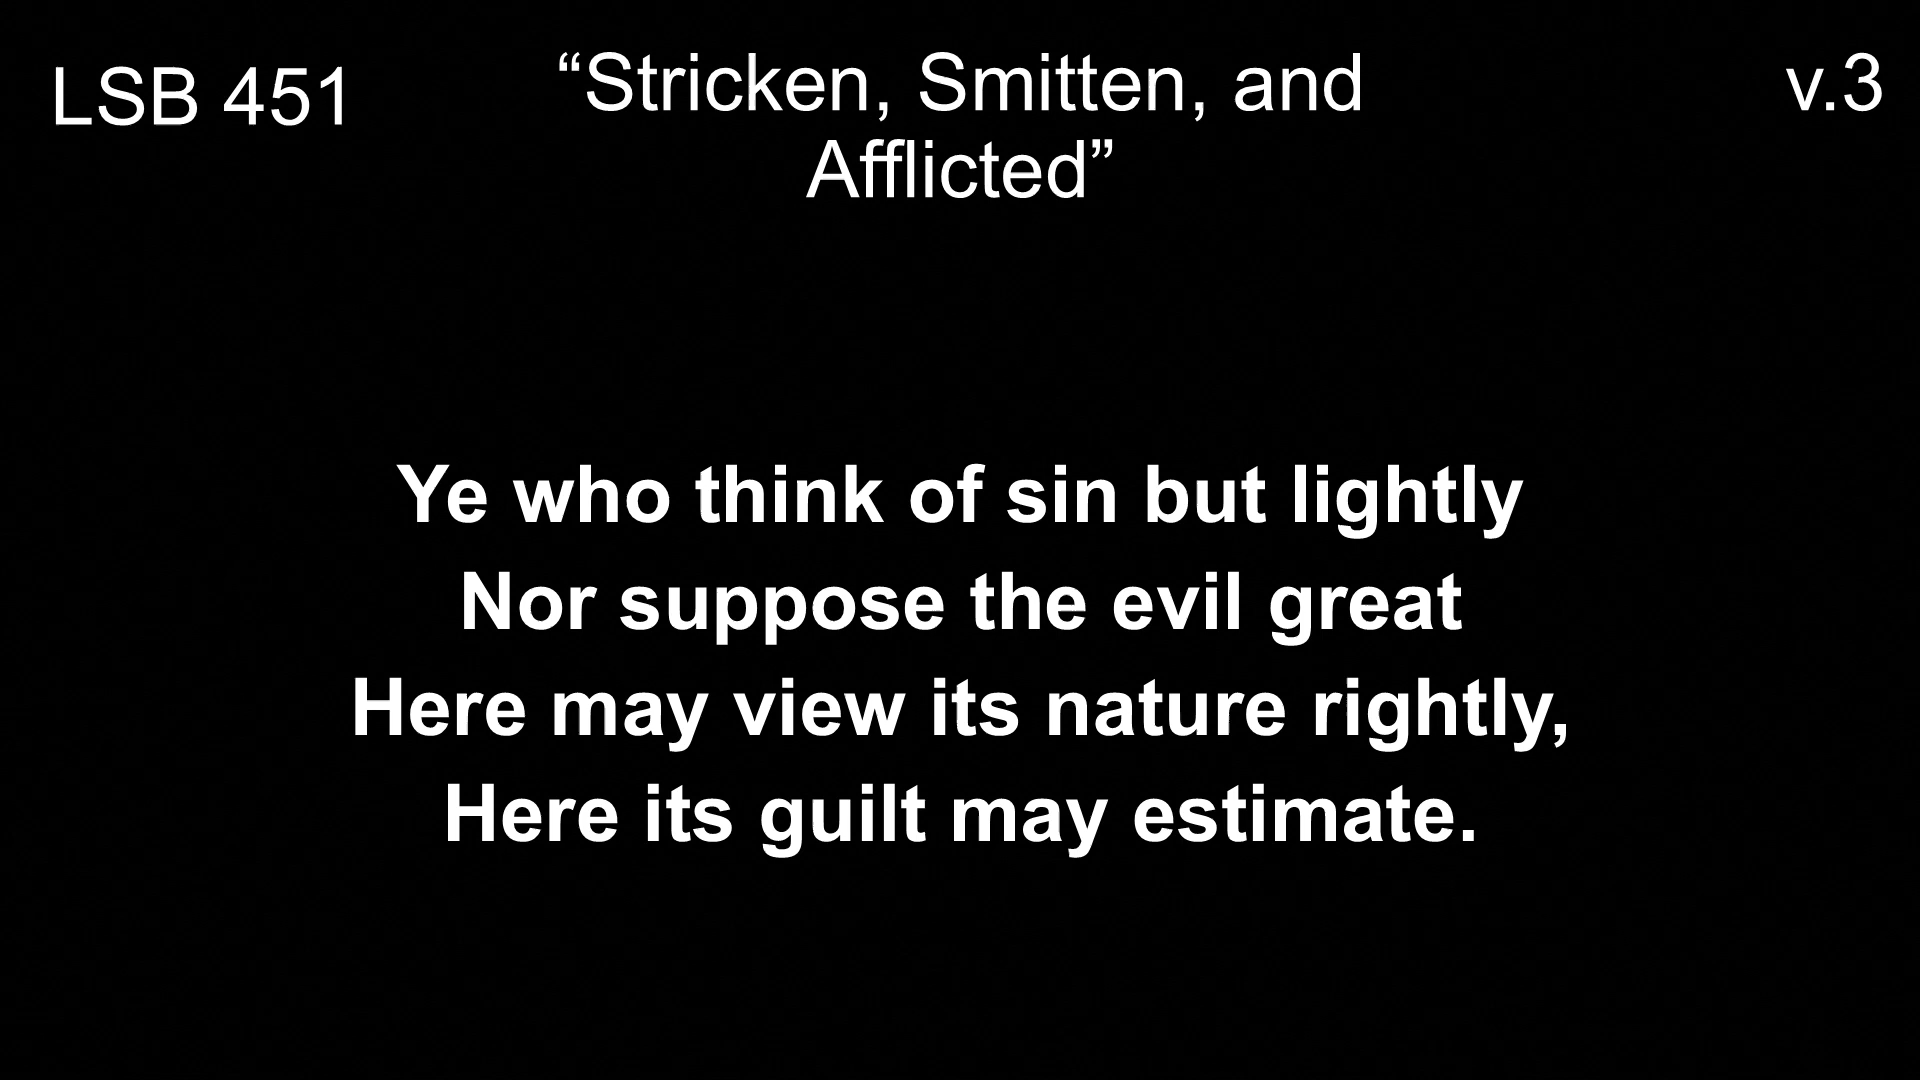 LSB 451
“Stricken, Smitten, and
Afflicted”
v.3
Ye who think of sin but lightly
Nor suppose the evil great
Here may view its nature rightly,
Here its guilt may estimate.